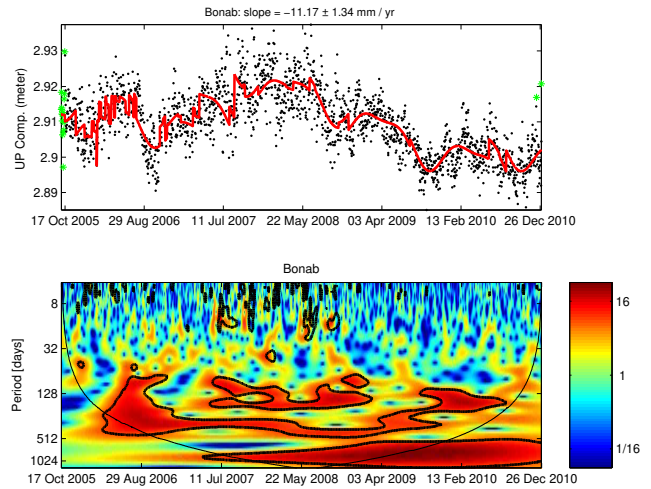 Bonab: slope = −11.17 ± 1.34 mm / yr
UP Comp. (meter)
2.93
2.92
2.91
2.9
2.89
17 Oct 2005 29 Aug 2006 11 Jul 2007 22 May 2008 03 Apr 2009 13 Feb 2010 26 Dec 2010
Bonab
Period [days]
8
32
128
512
1024
17 Oct 2005 29 Aug 2006 11 Jul 2007 22 May 2008 03 Apr 2009 13 Feb 2010 26 Dec 2010
16
1
1/16